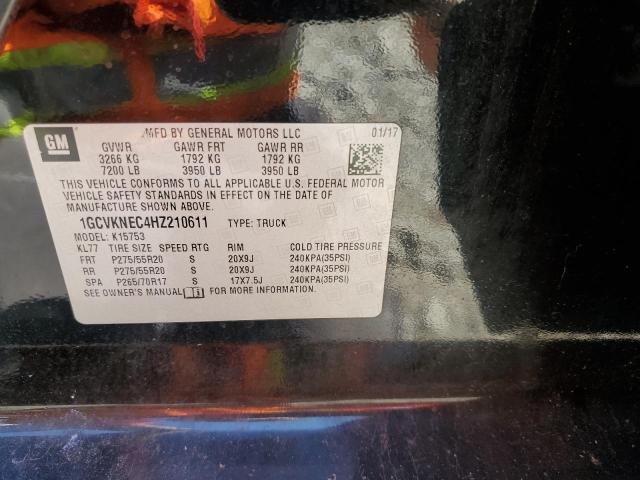 GM
MFD BY GENERAL MOTORS LLC 01/17
GVWR GAWR FRT GAWR RR
3266 KG 1792 KG 1792 KG
7200 LB 3950 LB 3950 LB
THIS VEHICLE CONFORMS TO ALL APPLICABLE U.S. FEDERAL MOTOR
VEHICLE SAFETY STANDARDS IN EFFECT ON THE DATE OF
MANUFACTURE SHOWN ABOVE.
1GCVKNEC4HZ210611 TYPE: TRUCK
MODEL: K15753
KL77 TIRE SIZE SPEED RTG RIM COLD TIRE PRESSURE
FRT P275/55R20 S 20X9J 240KPA(35PSI)
RR P275/55R20 S 20X9J 240KPA(35PSI)
SPA P265/70R17 S 17X7.5J 240KPA(35PSI)
SEE OWNER'S MANUAL FOR MORE INFORMATION.